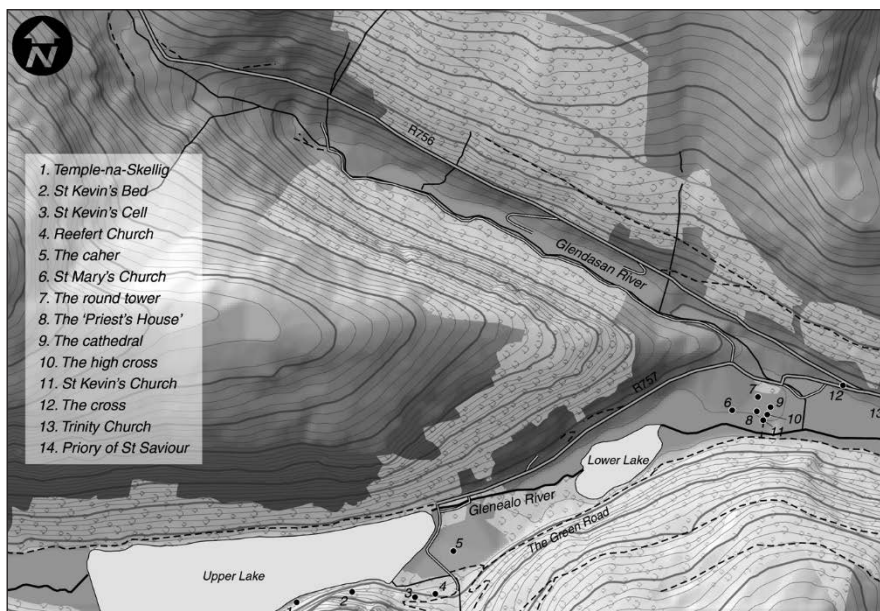 N
R756
1. Temple-na-Skellig
2. St Kevin's Bed
3. St Kevin's Cell
4. Reefert Church
5. The caher
6. St Mary's Church
7. The round tower
8. The 'Priest's House'
9. The cathedral
10. The high cross
11. St Kevin's Church
12. The cross
13. Trinity Church
14. Priory of St Saviour
Glendasan River
R757
12
7
6
9
13
8
10
11
Lower Lake
Glenealo River
The Green Road
5
Upper Lake
4
2
3
1